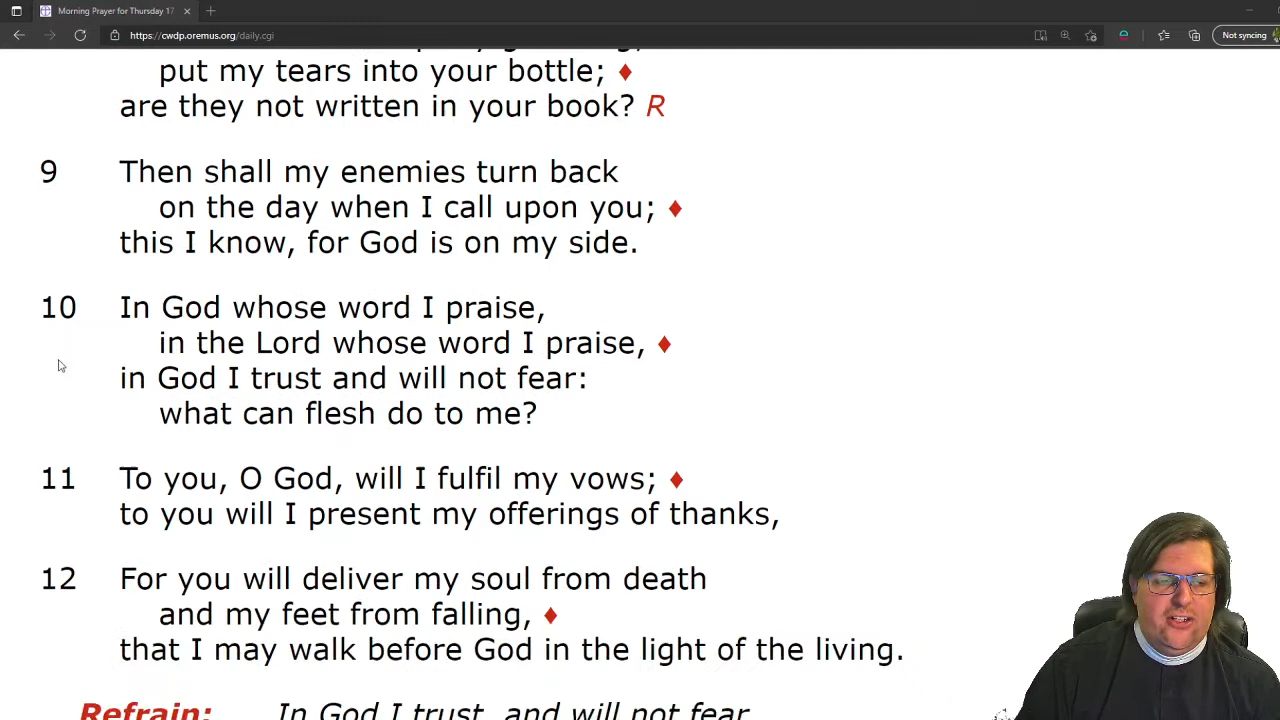 Morning Prayer for Thursday 17
https://cwdp.oremus.org/daily.cgi
Not syncing
put my tears into your bottle; ♦
are they not written in your book? R
9 Then shall my enemies turn back
on the day when I call upon you; ♦
this I know, for God is on my side.
10 In God whose word I praise,
in the Lord whose word I praise, ♦
in God I trust and will not fear:
what can flesh do to me?
11 To you, O God, will I fulfil my vows; ♦
to you will I present my offerings of thanks,
12 For you will deliver my soul from death
and my feet from falling, ♦
that I may walk before God in the light of the living.
Refrain: In God I trust, and will not fear